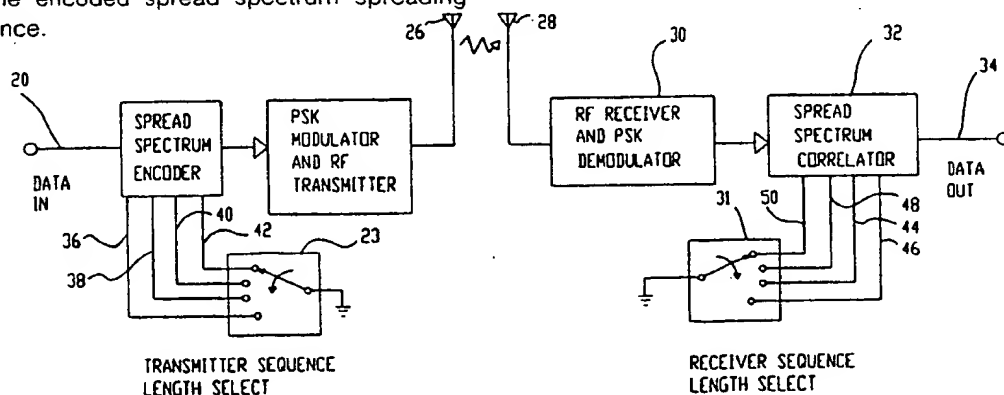 ne encoded spread spectrum spreading
nce.
26
28
30
32
34
20
SPREAD
SPECTRUM
ENCODER
PSK
MODULATOR
AND RF
TRANSMITTER
RF RECEIVER
AND PSK
DEMODULATOR
SPREAD
SPECTRUM
CORRELATOR
DATA
IN
DATA
OUT
36
38
40
42
23
31
50
48
44
46
TRANSMITTER SEQUENCE
LENGTH SELECT
RECEIVER SEQUENCE
LENGTH SELECT